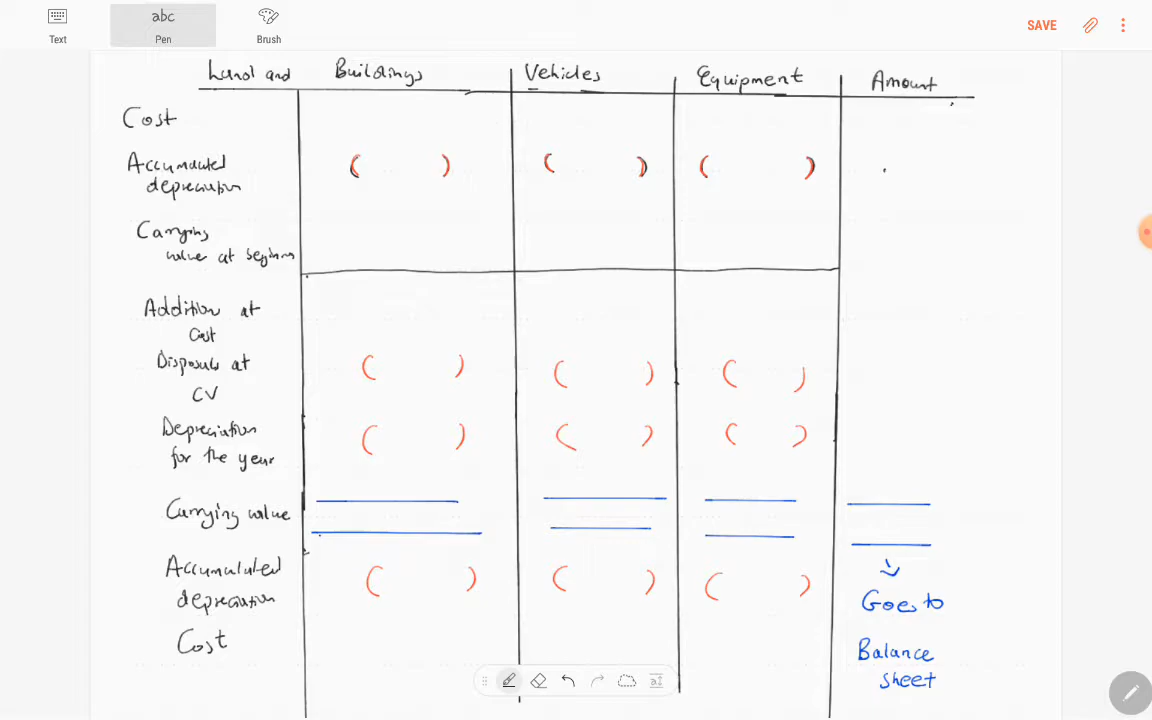 abc
Text Pen Brush SAVE
Land and Buildings Vehicles Equipment Amount
Cost
Accumulated ( ) ( ) ( )
depreciation
Carrying
value at beginning
Addition at
Cost
Disposals at ( ) ( ) ( )
CV
Depreciation ( ) ( ) ( )
for the year
Carrying value
Accumulated ( ) ( ) ( )
depreciation
Goes to
Cost
Balance
sheet